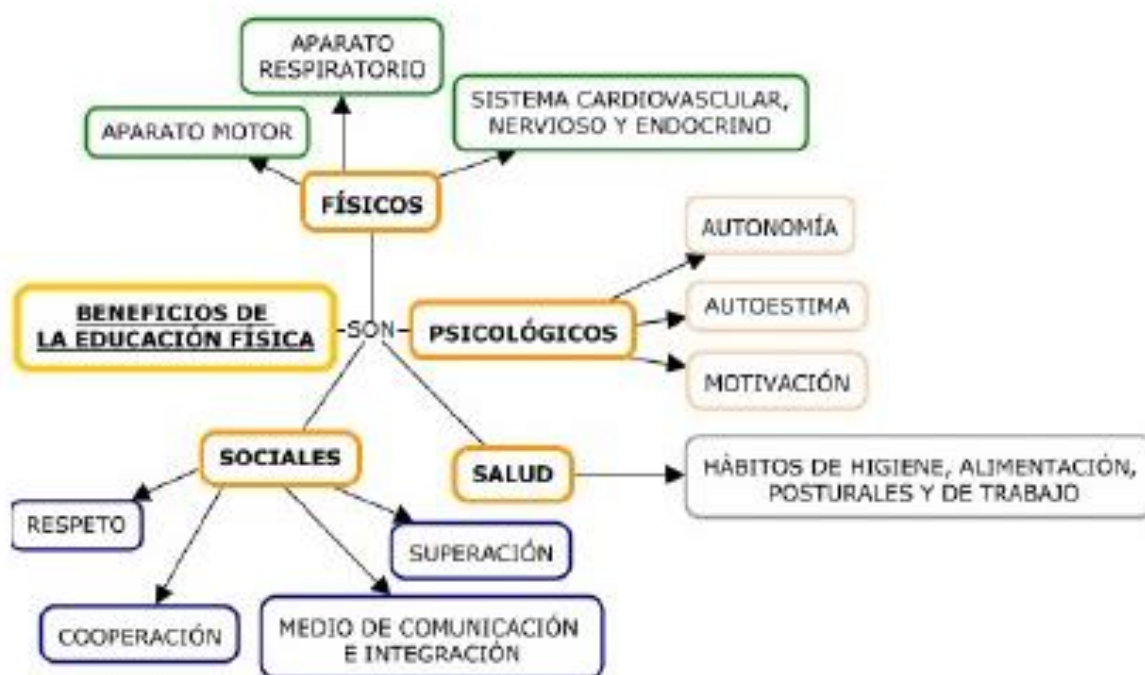 APARATO
RESPIRATORIO
SISTEMA CARDIOVASCULAR,
NERVIOSO Y ENDOCRINO
APARATO MOTOR
FÍSICOS
AUTONOMÍA
BENEFICIOS DE
LA EDUCACIÓN FÍSICA
SON
PSICOLÓGICOS
AUTOESTIMA
MOTIVACIÓN
SOCIALES
SALUD
HÁBITOS DE HIGIENE, ALIMENTACIÓN,
POSTURALES Y DE TRABAJO
RESPETO
SUPERACIÓN
COOPERACIÓN
MEDIO DE COMUNICACIÓN
E INTEGRACIÓN